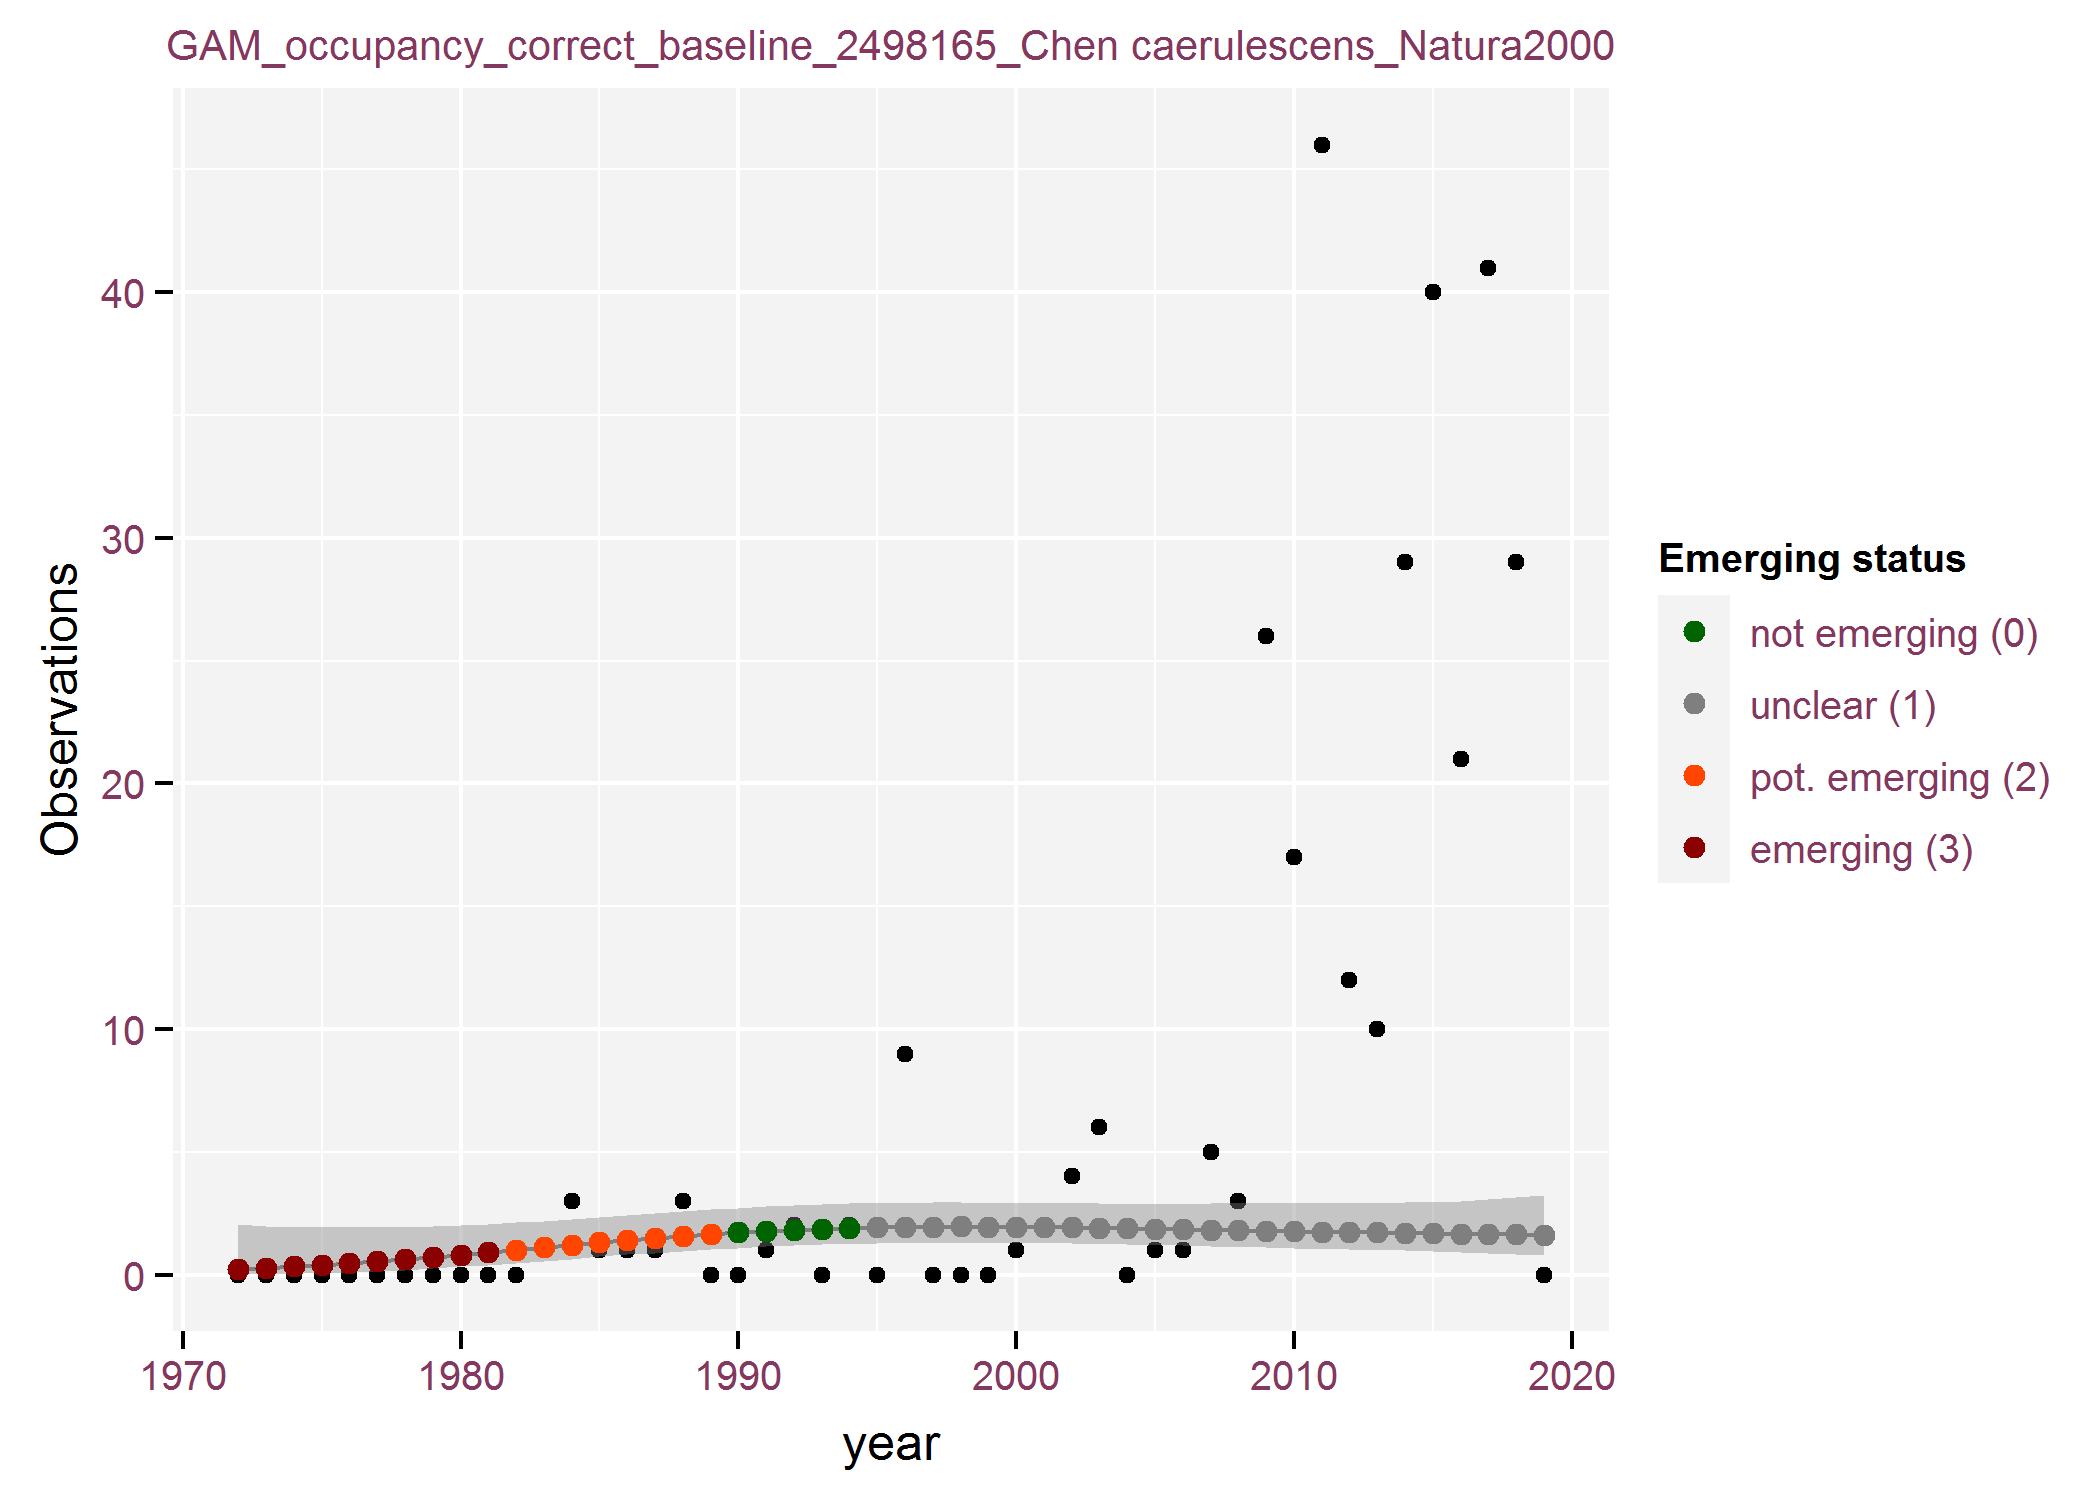 GAM_occupancy_correct_baseline_2498165_Chen caerulescens_Natura2000
Observations
40
30
20
10
0
1970 1980 1990 2000 2010 2020
year
Emerging status
not emerging (0)
unclear (1)
pot. emerging (2)
emerging (3)